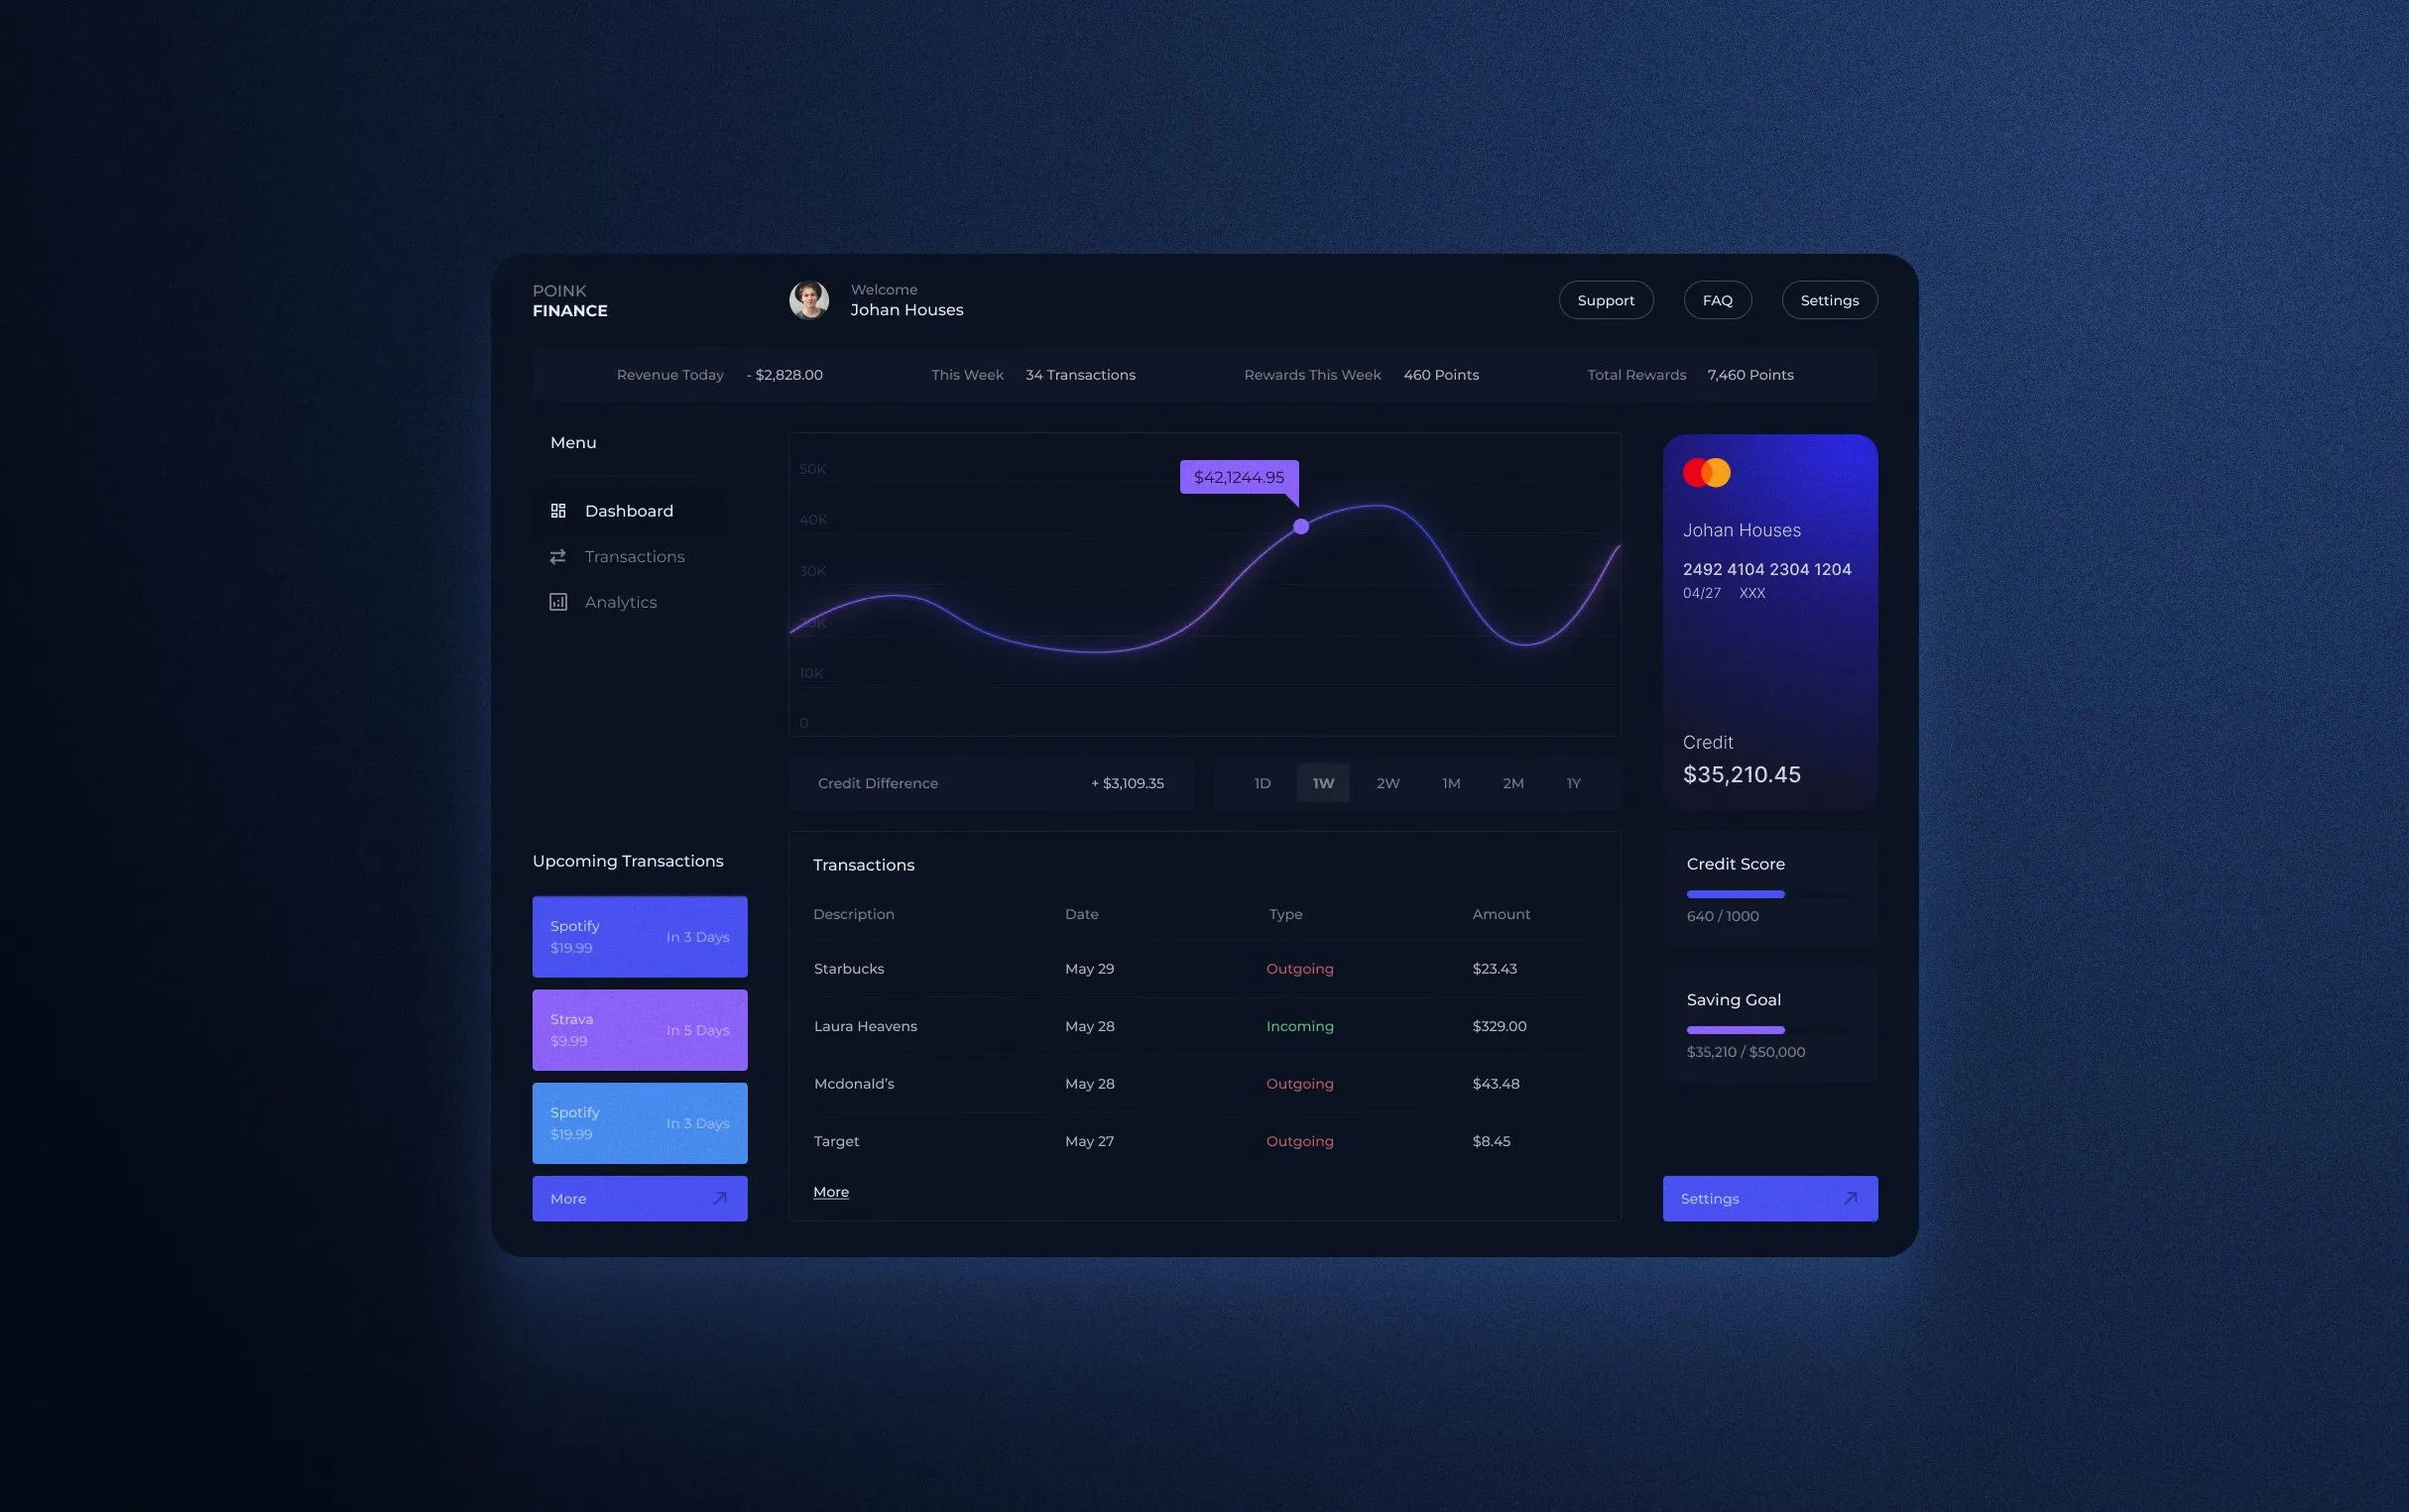 POINK
FINANCE
Welcome
Johan Houses
Support
FAQ
Settings
Revenue Today - $2,828.00
This Week 34 Transactions
Rewards This Week 460 Points
Total Rewards 7,460 Points
Menu
Dashboard
Transactions
Analytics
50K
40K
30K
20K
10K
0
$42,1244.95
Credit Difference + $3,109.35
1D 1W 2W 1M 2M 1Y
Johan Houses
2492 4104 2304 1204
04/27 XXX
Credit
$35,210.45
Upcoming Transactions
Spotify
$19.99
In 3 Days
Strava
$9.99
In 5 Days
Spotify
$19.99
In 3 Days
More
Transactions
Description Date Type Amount
Starbucks May 29 Outgoing $23.43
Laura Heavens May 28 Incoming $329.00
Mcdonald’s May 28 Outgoing $43.48
Target May 27 Outgoing $8.45
More
Credit Score
640 / 1000
Saving Goal
$35,210 / $50,000
Settings